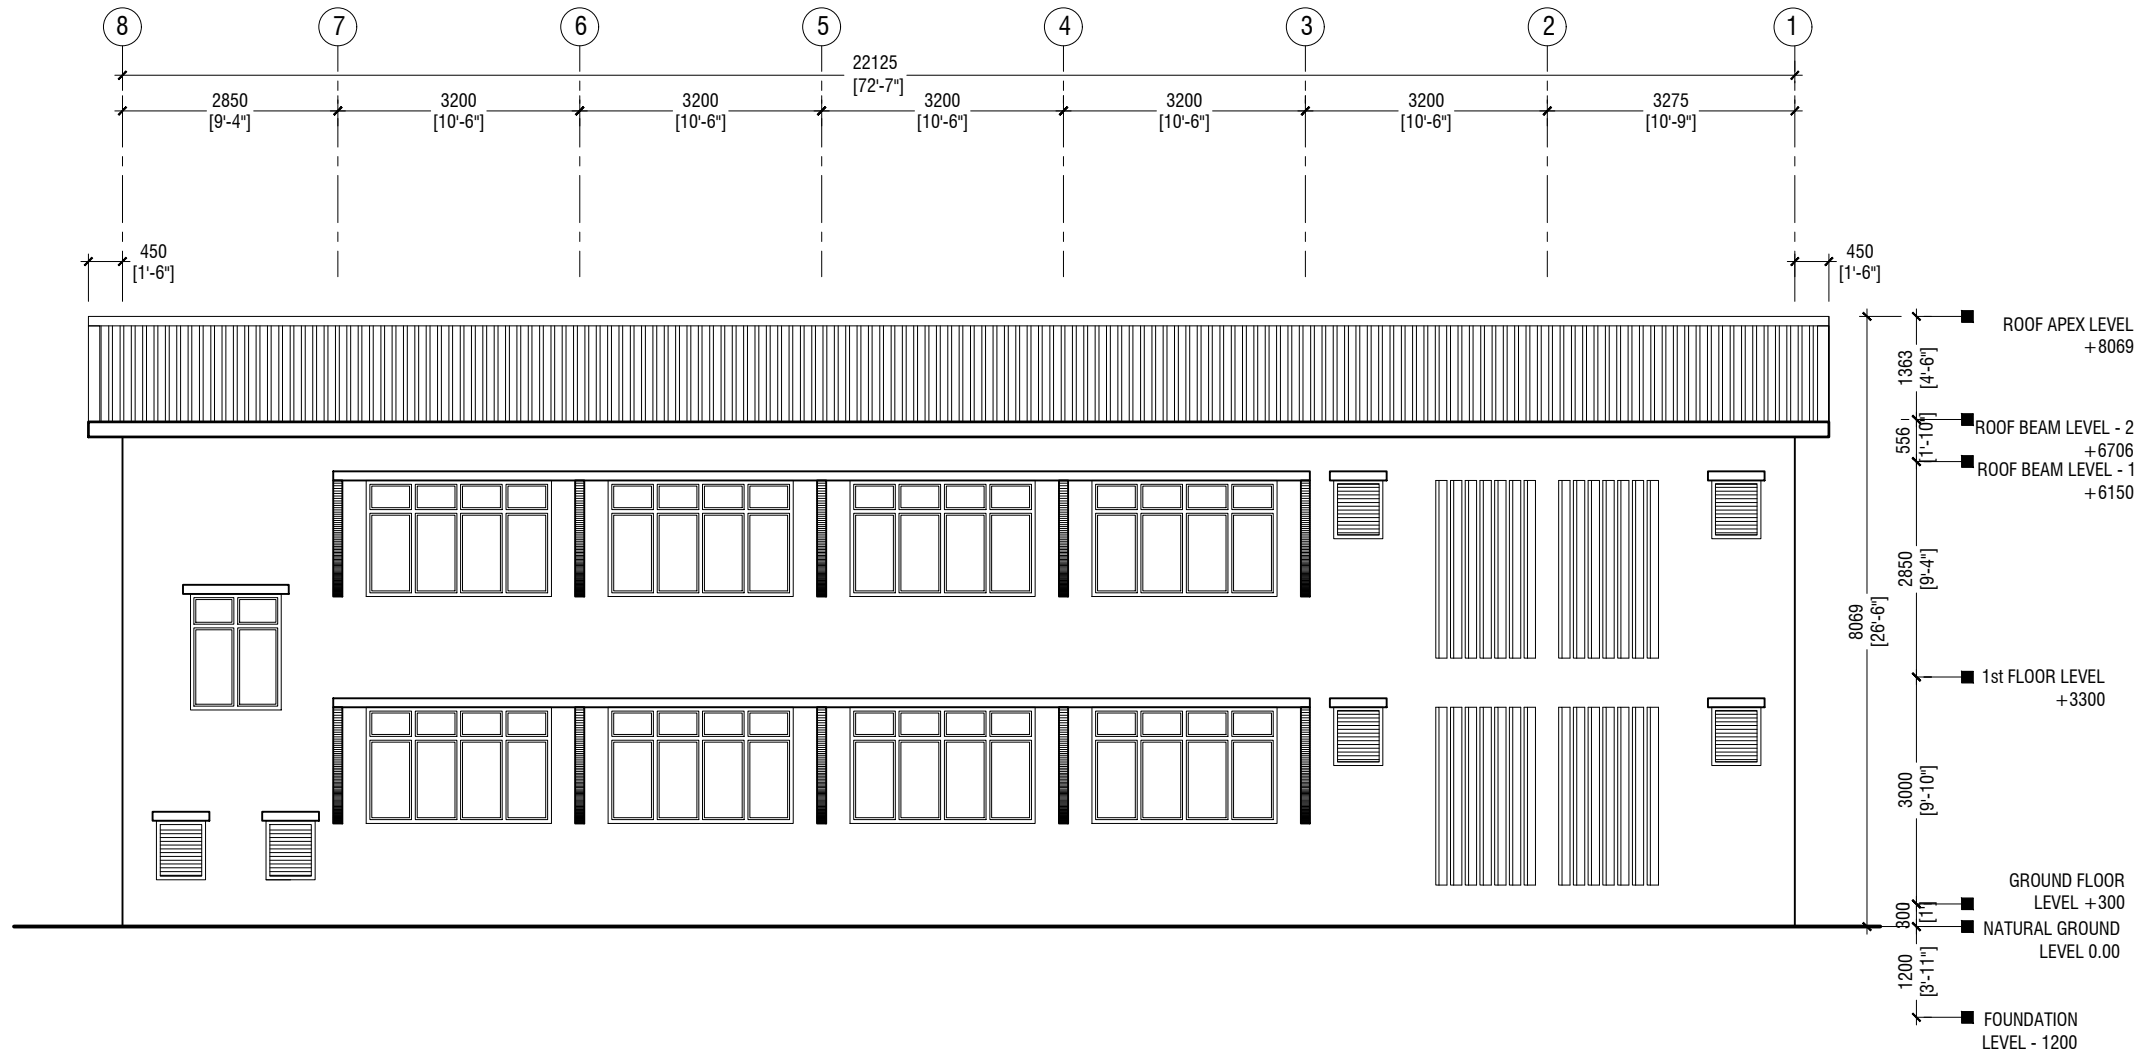 8 7 6 5 4 3 2 1
22125
[72'-7"]
2850 3200 3200 3200 3200 3200 3275
[9'-4"] [10'-6"] [10'-6"] [10'-6"] [10'-6"] [10'-6"] [10'-9"]
450
[1'-6"]
450
[1'-6"]
8069
[26'-6"]
1363
[4'-6"]
556
[1'-10"]
2850
[9'-4"]
3000
[9'-10"]
300
[1']
1200
[3'-11"]
ROOF APEX LEVEL
+8069
ROOF BEAM LEVEL - 2
+6706
ROOF BEAM LEVEL - 1
+6150
1st FLOOR LEVEL
+3300
GROUND FLOOR
LEVEL +300
NATURAL GROUND
LEVEL 0.00
FOUNDATION
LEVEL - 1200